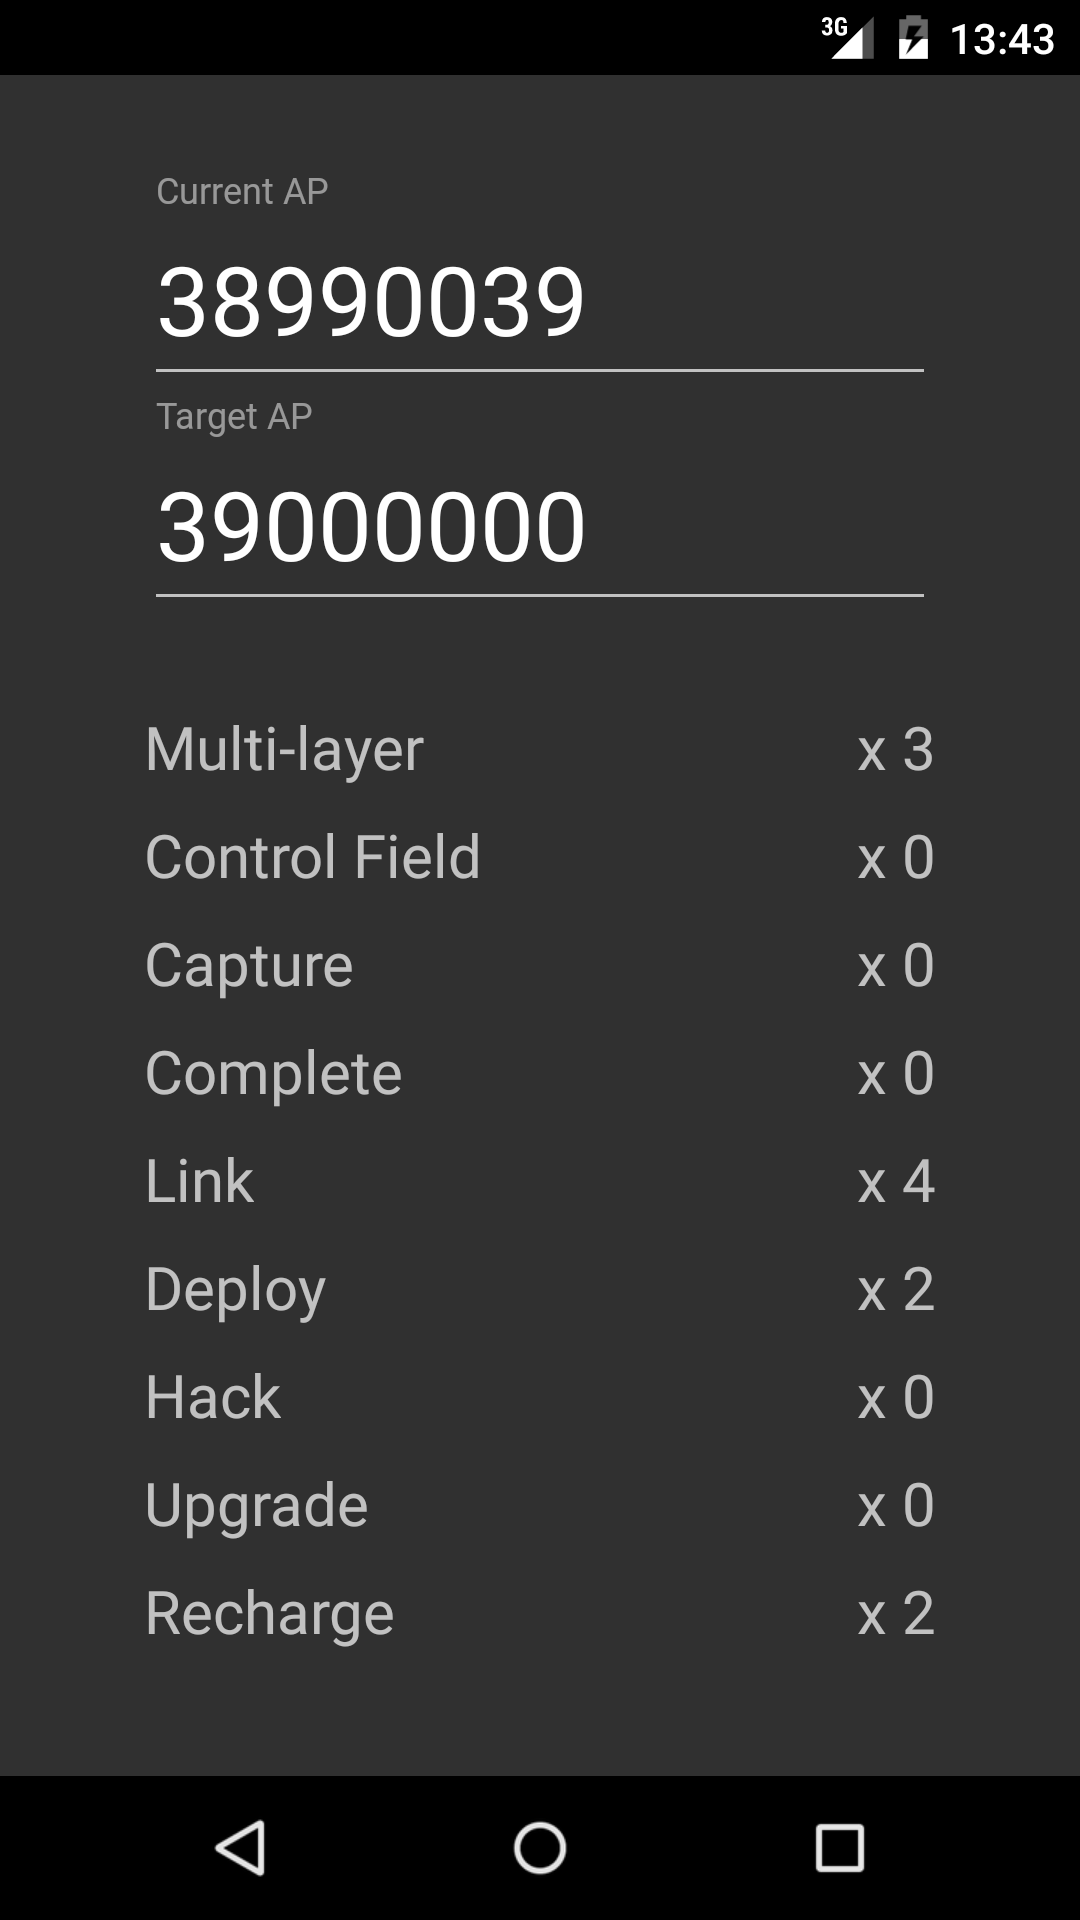 3G 13:43
Current AP
38990039
Target AP
39000000
Multi-layer x 3
Control Field x 0
Capture x 0
Complete x 0
Link x 4
Deploy x 2
Hack x 0
Upgrade x 0
Recharge x 2